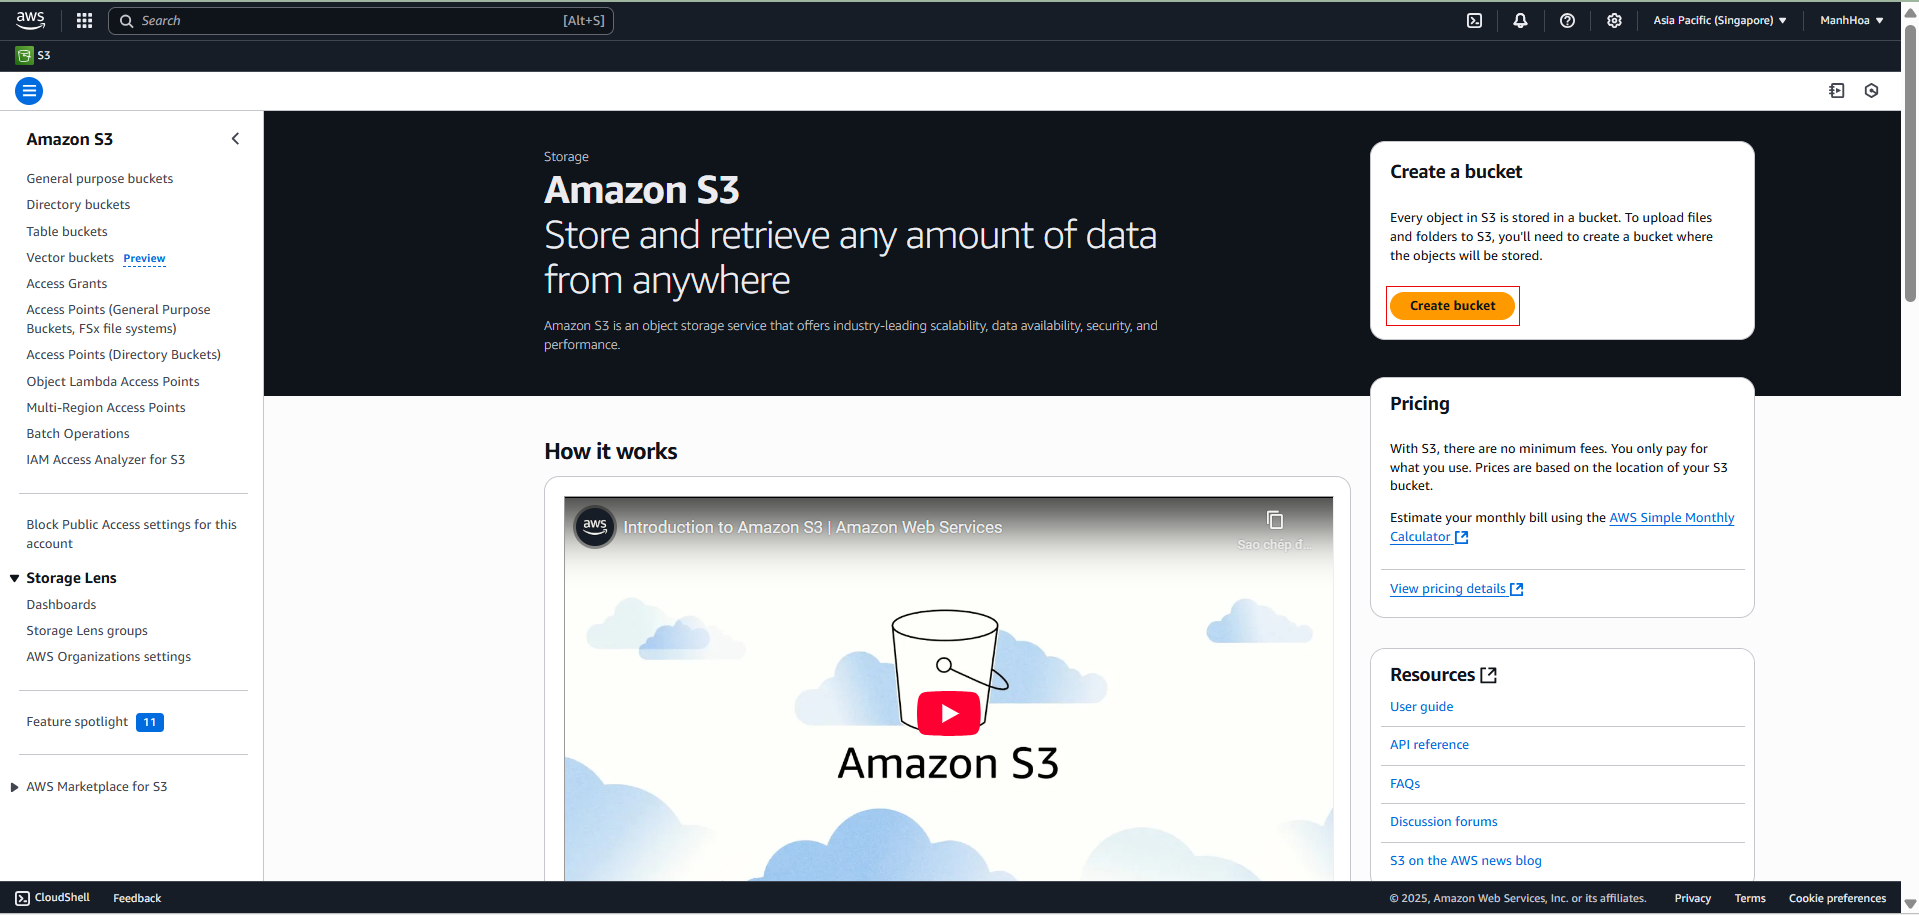 aws
Search
[Alt+S]
Asia Pacific (Singapore)
ManhHoa
S3
Amazon S3
General purpose buckets
Directory buckets
Table buckets
Vector buckets Preview
Access Grants
Access Points (General Purpose
Buckets, FSx file systems)
Access Points (Directory Buckets)
Object Lambda Access Points
Multi-Region Access Points
Batch Operations
IAM Access Analyzer for S3
Block Public Access settings for this
account
Storage Lens
Dashboards
Storage Lens groups
AWS Organizations settings
Feature spotlight 11
AWS Marketplace for S3
Storage
Amazon S3
Store and retrieve any amount of data
from anywhere
Amazon S3 is an object storage service that offers industry-leading scalability, data availability, security, and
performance.
How it works
aws
Introduction to Amazon S3 | Amazon Web Services
Sao chép đ...
Amazon S3
Create a bucket
Every object in S3 is stored in a bucket. To upload files
and folders to S3, you'll need to create a bucket where
the objects will be stored.
Create bucket
Pricing
With S3, there are no minimum fees. You only pay for
what you use. Prices are based on the location of your S3
bucket.
Estimate your monthly bill using the AWS Simple Monthly
Calculator
View pricing details
Resources
User guide
API reference
FAQs
Discussion forums
S3 on the AWS news blog
CloudShell
Feedback
© 2025, Amazon Web Services, Inc. or its affiliates.
Privacy
Terms
Cookie preferences